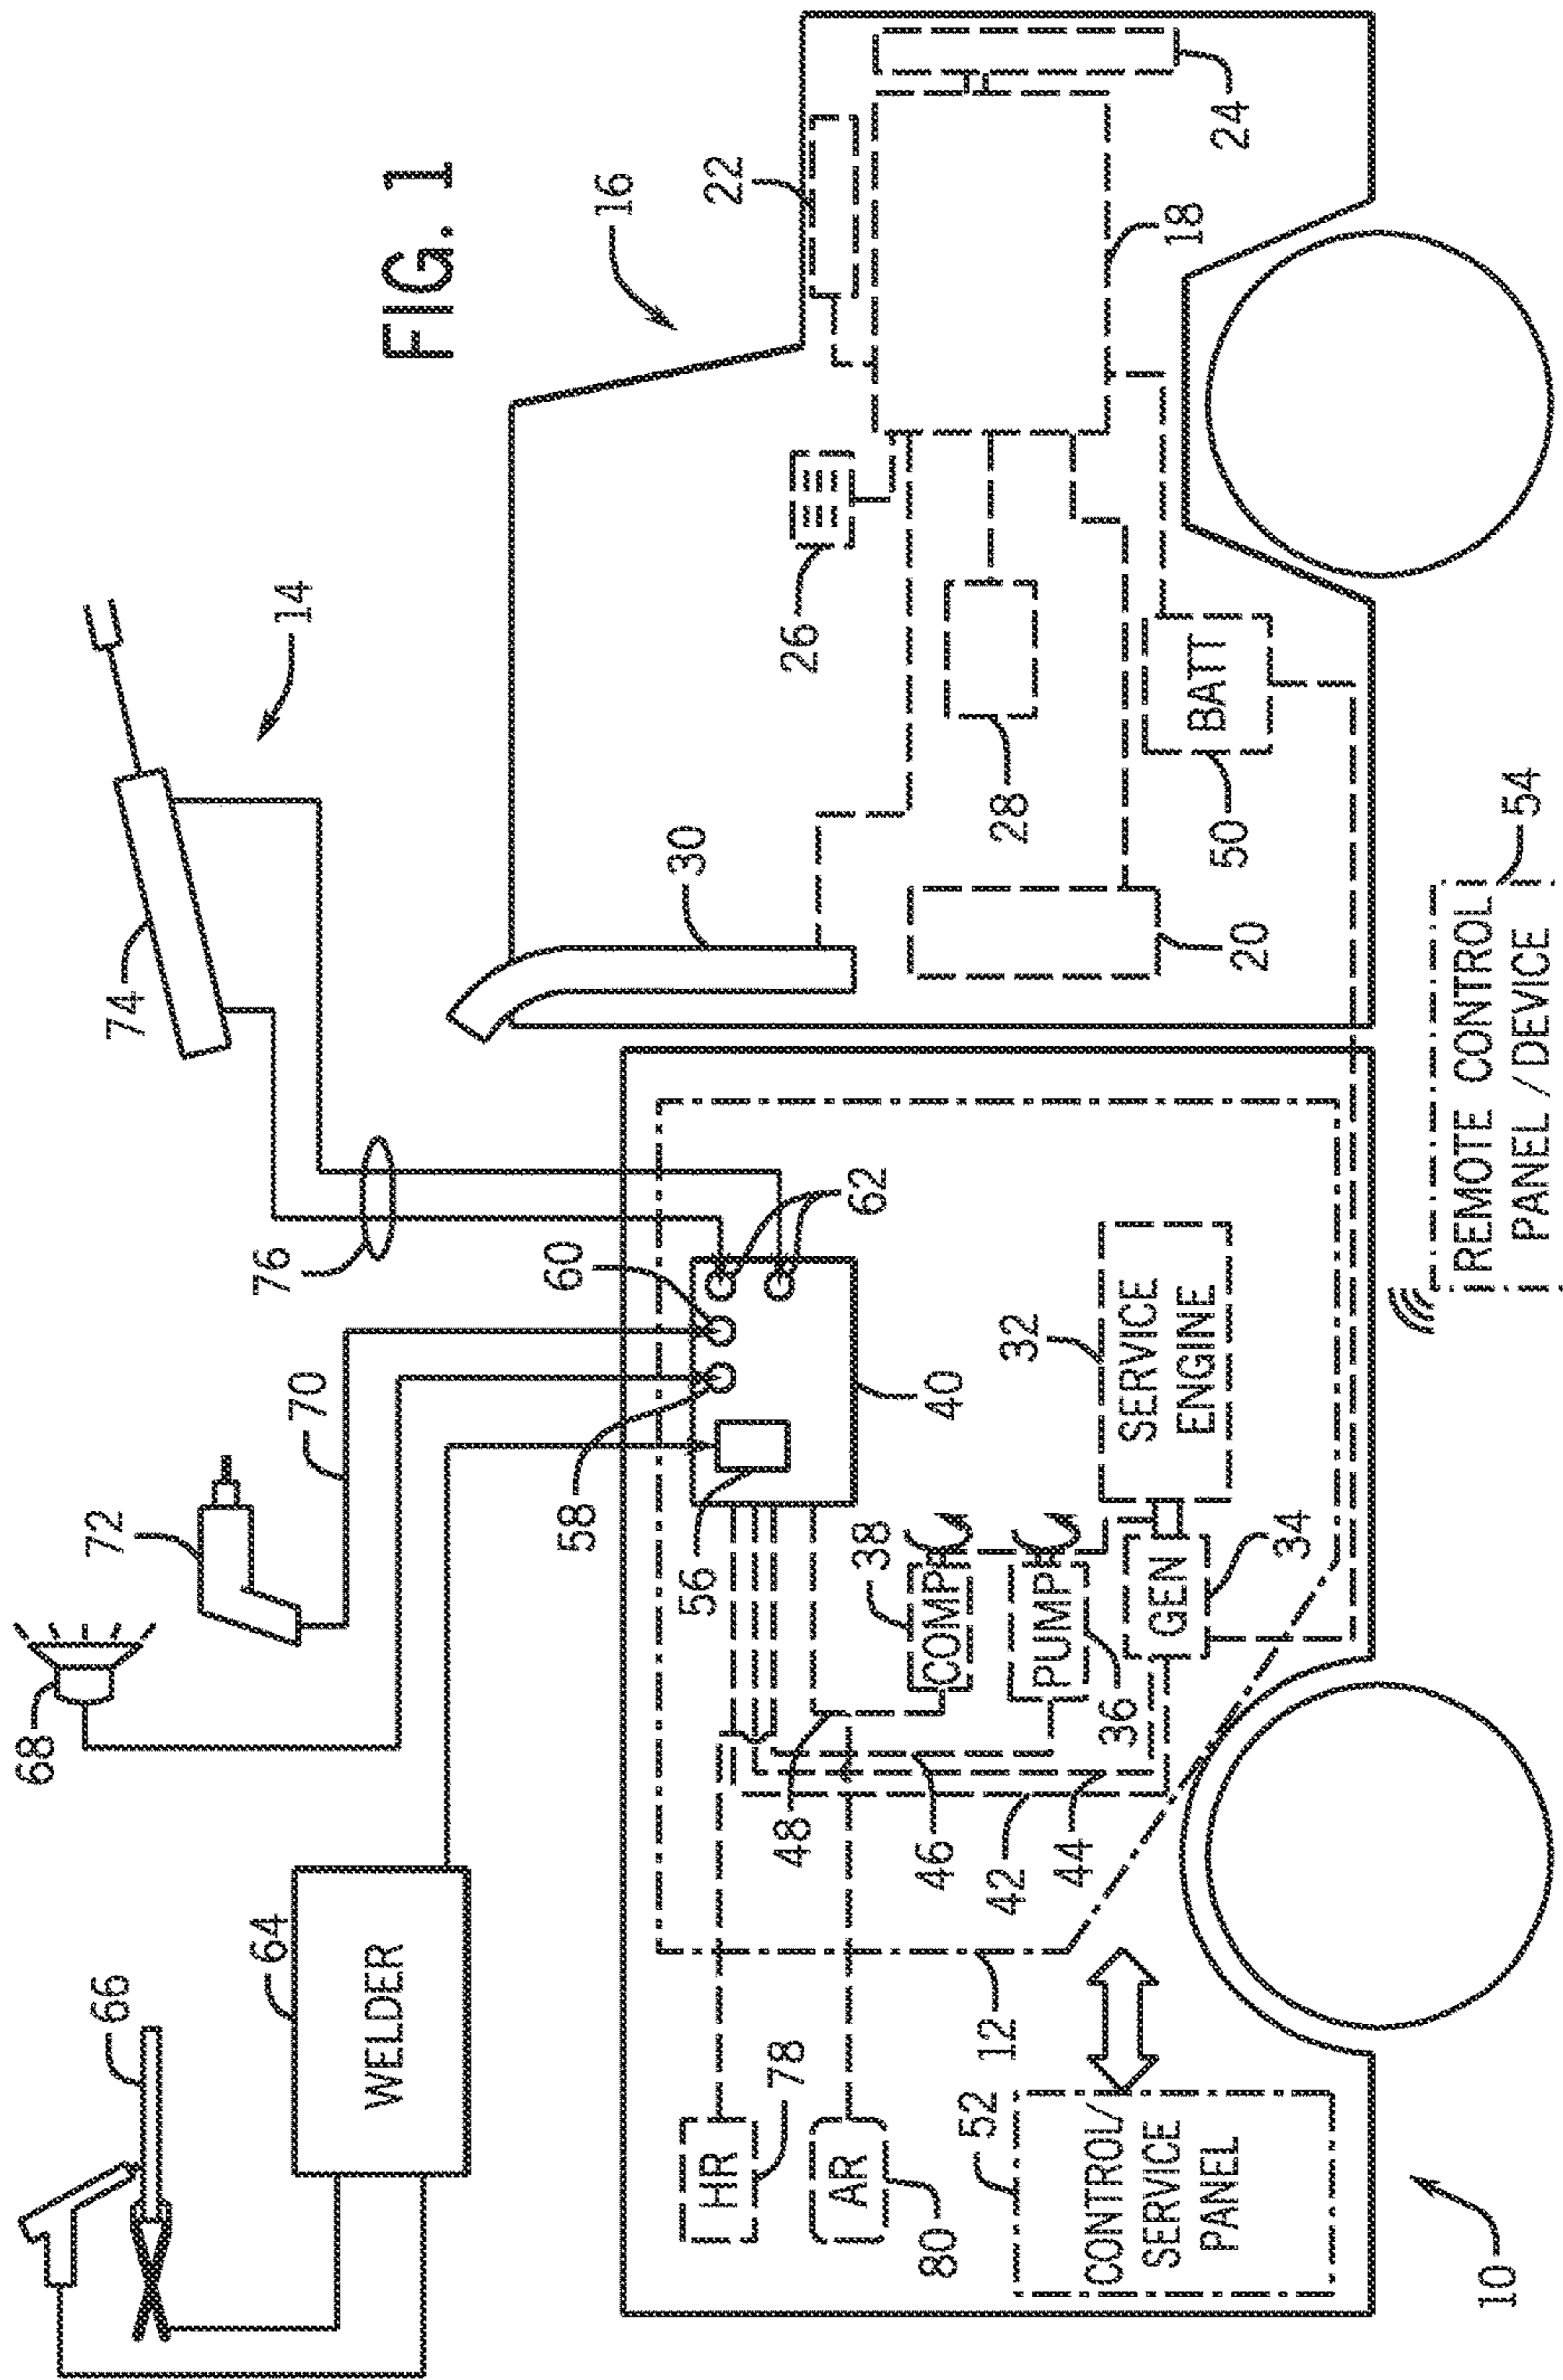 FIG. 1
66
64
WELDER
68
72
70
76
74
14
16
22
24
18
26
28
30
20
BATT
50
58
60
62
56
40
38
COMP
PUMP
36
GEN
34
32
SERVICE
ENGINE
48
46
42
44
12
HR
78
AR
80
52
CONTROL/
SERVICE
PANEL
10
REMOTE CONTROL
PANEL/DEVICE
54